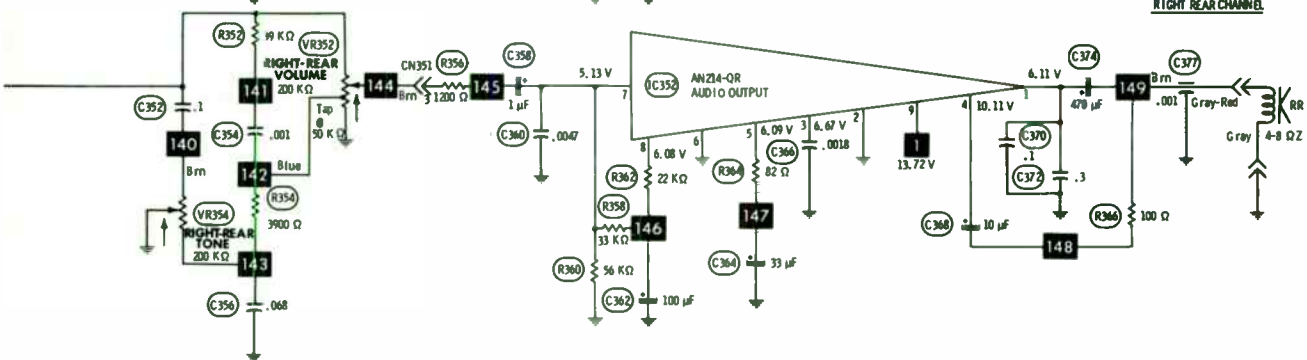 RIGHT REAR CHANNEL
R352
39 KΩ
VR352
RIGHT-REAR
VOLUME
200 KΩ
Tap
@
50 KΩ
141
144
CN351
Brn
3
R356
1200 Ω
145
C358
1 µF
5.13 V
7
IC352
AN214-QR
AUDIO OUTPUT
6.11 V
1
C374
470 µF
149
Brn
C377
.001
Gray-Red
RR
Gray
4-8 Ω Z
C352
.1
140
Brn
C354
.001
142
Blue
C360
.0047
8
6.08 V
R362
22 KΩ
6
5
6.09 V
R364
82 Ω
3
6.67 V
C366
.0018
2
9
1
13.72 V
4
10.11 V
C370
.1
C372
.3
VR354
RIGHT-REAR
TONE
200 KΩ
R354
3900 Ω
143
R358
33 KΩ
146
147
C368
10 µF
148
R366
100 Ω
R360
56 KΩ
C362
100 µF
C364
33 µF
C356
.068